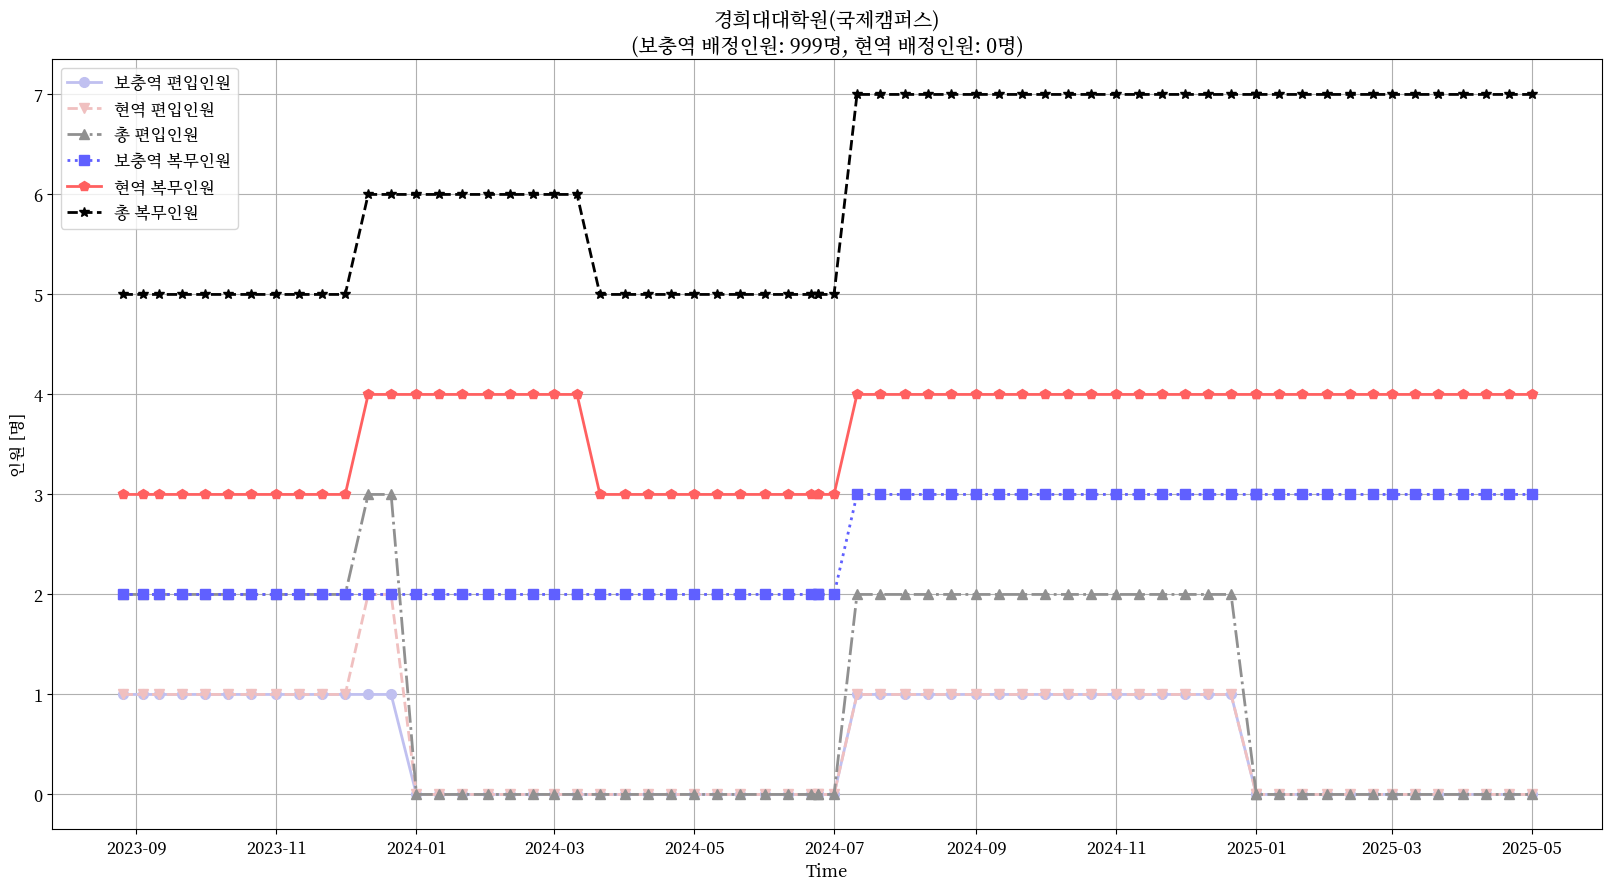 경희대대학원(국제캠퍼스)
(보충역 배정인원: 999명, 현역 배정인원: 0명)
보충역 편입인원
현역 편입인원
총 편입인원
보충역 복무인원
현역 복무인원
총 복무인원
인원 [명]
7
6
5
4
3
2
1
0
2023-09 2023-11 2024-01 2024-03 2024-05 2024-07 2024-09 2024-11 2025-01 2025-03 2025-05
Time